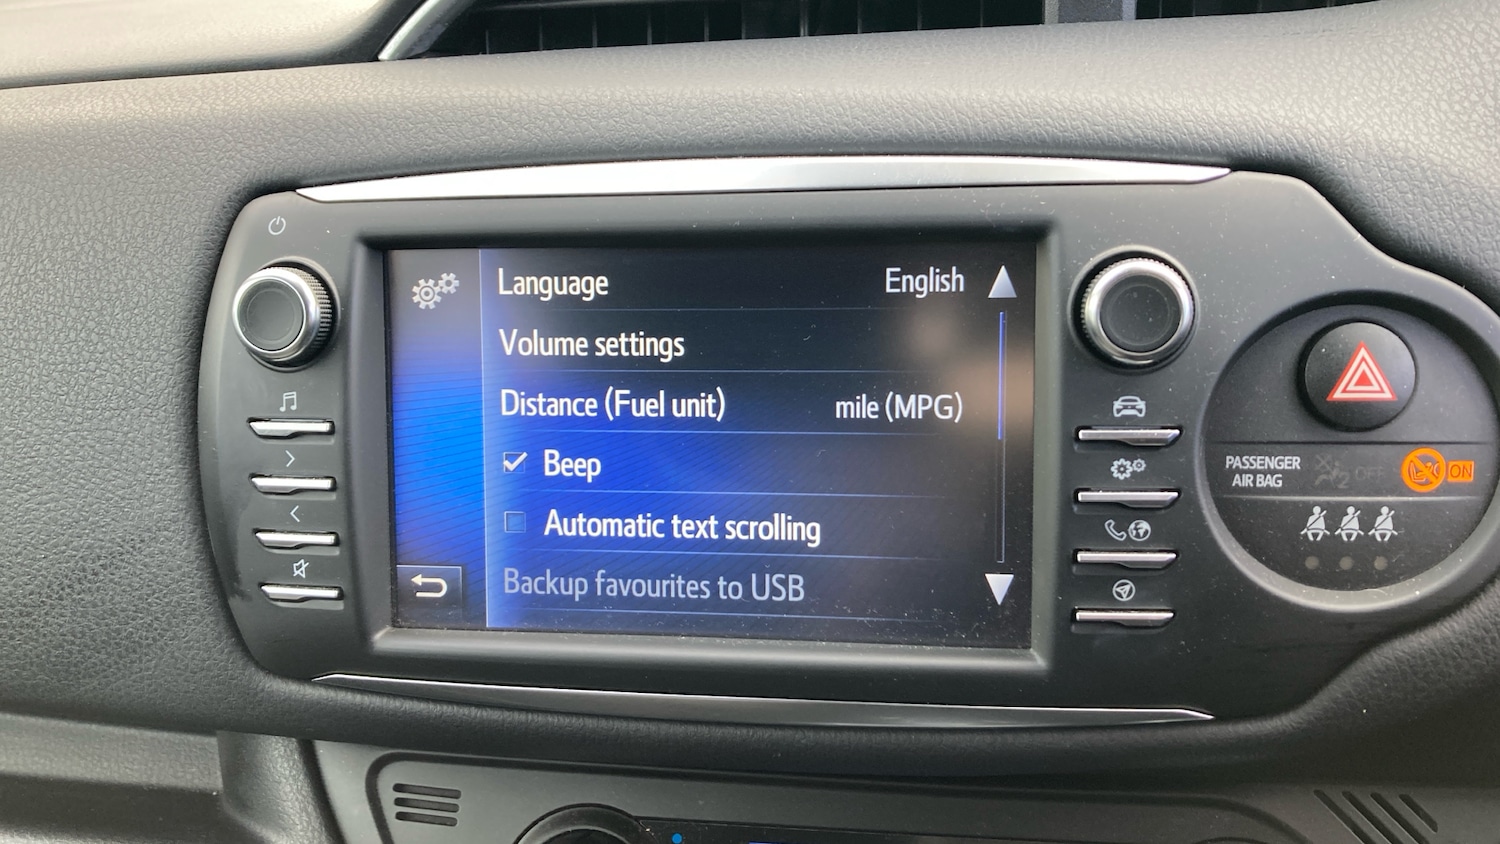 Language English
Volume settings
Distance (Fuel unit) mile (MPG)
Beep
Automatic text scrolling
Backup favourites to USB
PASSENGER
AIR BAG
2 OFF
ON